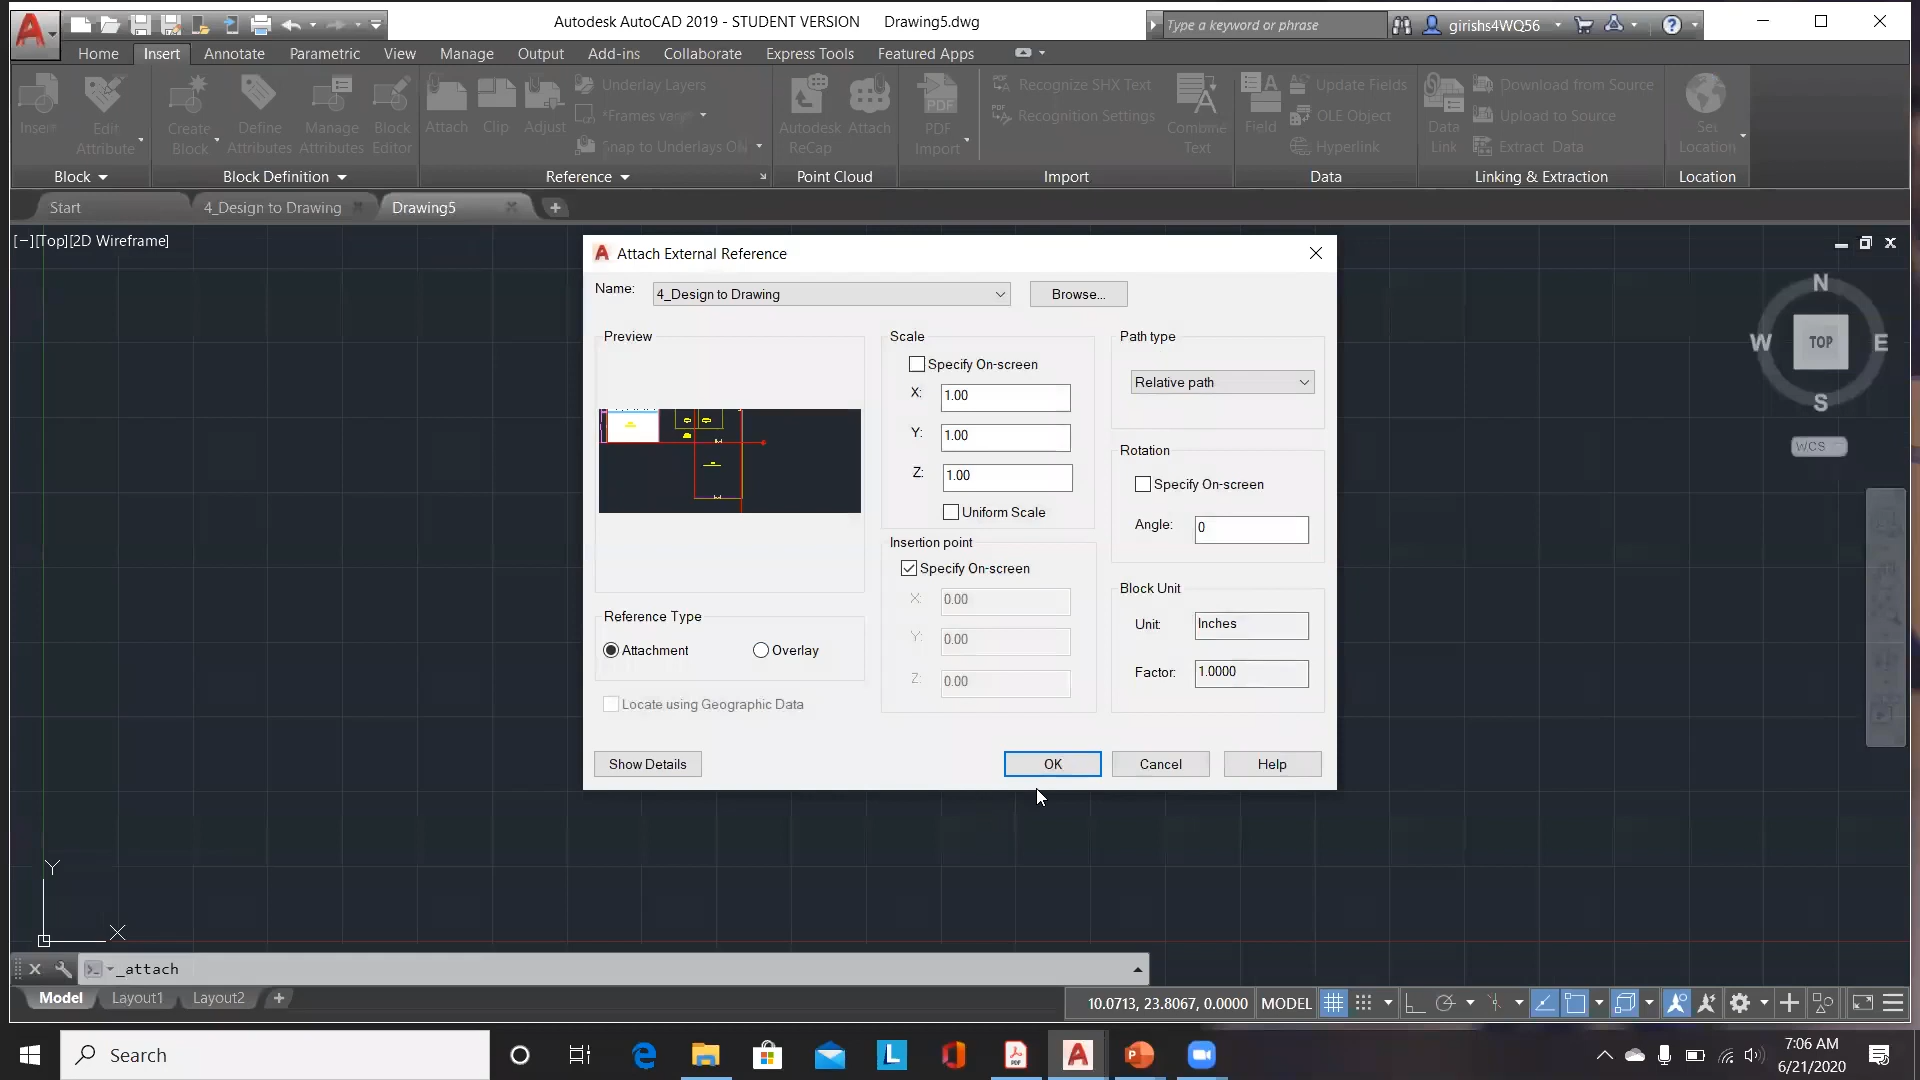 Autodesk AutoCAD 2019 - STUDENT VERSION Drawing5.dwg
Type a keyword or phrase
girishs4WQ56
Home Insert Annotate Parametric View Manage Output Add-ins Collaborate Express Tools Featured Apps
Insert
Edit
Attribute
Create
Block
Define
Attributes
Manage
Attributes
Block
Editor
Attach
Clip
Adjust
Underlay Layers
*Frames vary*
Snap to Underlays ON
Autodesk
ReCap
Attach
PDF
Import
Recognize SHX Text
Recognition Settings
Combine
Text
Field
Update Fields
OLE Object
Hyperlink
Data
Link
Download from Source
Upload to Source
Extract Data
Set
Location
Block Block Definition Reference Point Cloud Import Data Linking & Extraction Location
Start 4_Design to Drawing Drawing5
[−][Top][2D Wireframe]
N
W TOP E
S
WCS
Attach External Reference
Name: 4_Design to Drawing Browse...
Preview
Scale
Specify On-screen
X: 1.00
Y: 1.00
Z: 1.00
Uniform Scale
Path type
Relative path
Rotation
Specify On-screen
Angle: 0
Insertion point
Specify On-screen
X: 0.00
Y: 0.00
Z: 0.00
Block Unit
Unit: Inches
Factor: 1.0000
Reference Type
Attachment Overlay
Locate using Geographic Data
Show Details OK Cancel Help
Y
X
_attach
Model Layout1 Layout2
10.0713, 23.8067, 0.0000 MODEL
Search
7:06 AM
6/21/2020